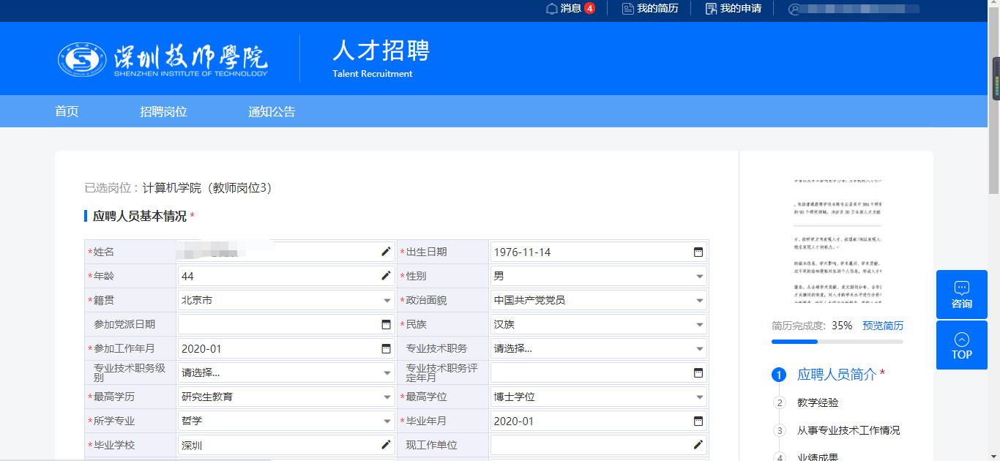 消息 4 我的简历 我的申请
深圳技师學院 人才招聘
SHENZHEN INSTITUTE OF TECHNOLOGY Talent Recruitment
首页 招聘岗位 通知公告
已选岗位： 计算机学院（教师岗位3）
应聘人员基本情况 *
*姓名 *出生日期 1976-11-14
*年龄 44 *性别 男
*籍贯 北京市 *政治面貌 中国共产党党员
参加党派日期 *民族 汉族
*参加工作年月 2020-01 专业技术职务 请选择...
专业技术职务级别 请选择... 专业技术职务评定年月
*最高学历 研究生教育 *最高学位 博士学位
*所学专业 哲学 *毕业年月 2020-01
*毕业学校 深圳 现工作单位
简历完成度: 35% 预览简历
1 应聘人员简介 *
2 教学经验
3 从事专业技术工作情况
4 业绩成果
咨询
TOP